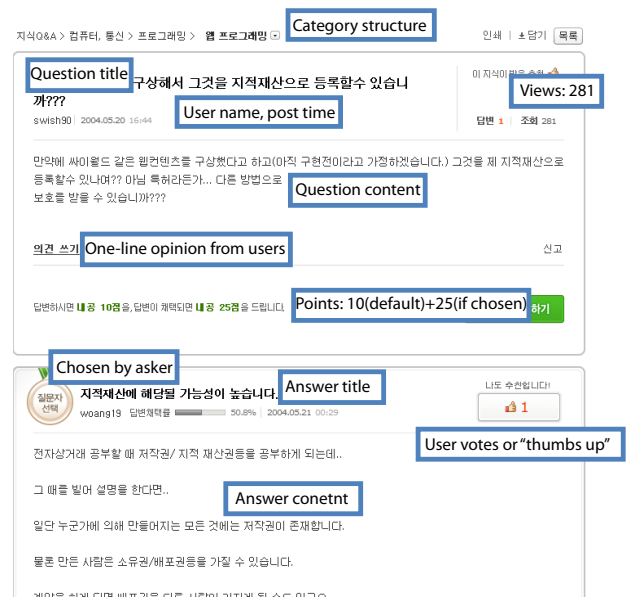 Category structure
지식Q&A > 컴퓨터, 통신 > 프로그래밍 > 웹 프로그래밍
인쇄 | 담기 목록
Question title
구상해서 그것을 지적재산으로 등록할수 있습니
까???
이 지식이
Views: 281
swish90 | 2004.05.20 16:44
User name, post time
답변 1 | 조회 281
만약에 싸이월드 같은 웹컨텐츠를 구상했다고 하고(아직 구현전이라고 가정하겠습니다.) 그것을 제 지적재산으로
등록할수 있나여?? 아님 특허라든가... 다른 방법으로
보호를 받을 수 있습니까???
Question content
의견 쓰기
One-line opinion from users
신고
답변하시면 내공 10점을, 답변이 채택되면 내공 25점을 드립니다.
Points: 10(default)+25(if chosen)
하기
Chosen by asker
질문자
선택
지적재산에 해당될 가능성이 높습니다.
Answer title
나도 추천합니다!
1
woang19 답변채택률 50.8% | 2004.05.21 00:29
User votes or "thumbs up"
전자상거래 공부할 때 저작권/ 지적 재산권등을 공부하게 되는데..
그 때를 빌어 설명을 한다면..
Answer conetnt
일단 누군가에 의해 만들어지는 모든 것에는 저작권이 존재합니다.
물론 만든 사람은 소유권/배포권등을 가질 수 있습니다.